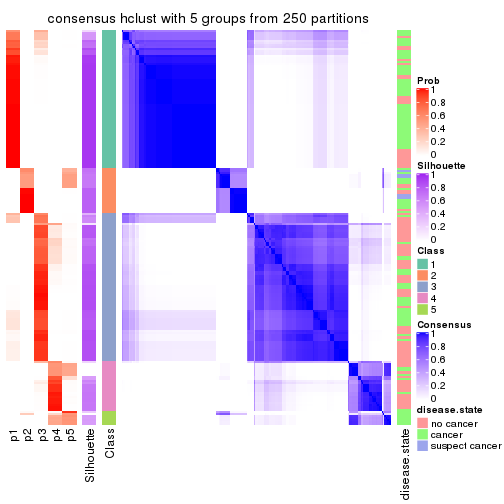 consensus hclust with 5 groups from 250 partitions
Prob
1
0.8
0.6
0.4
0.2
0
Silhouette
1
0.8
0.6
0.4
0.2
0
Class
1
2
3
4
5
Consensus
1
0.8
0.6
0.4
0.2
0
disease.state
no cancer
cancer
suspect cancer
p1
p2
p3
p4
p5
Silhouette
Class
disease.state